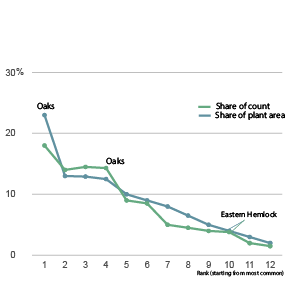 30%
Oaks
Share of count
Share of plant area
20
Oaks
10
Eastern Hemlock
0
1 2 3 4 5 6 7 8 9 10 11 12
Rank (starting from most common)